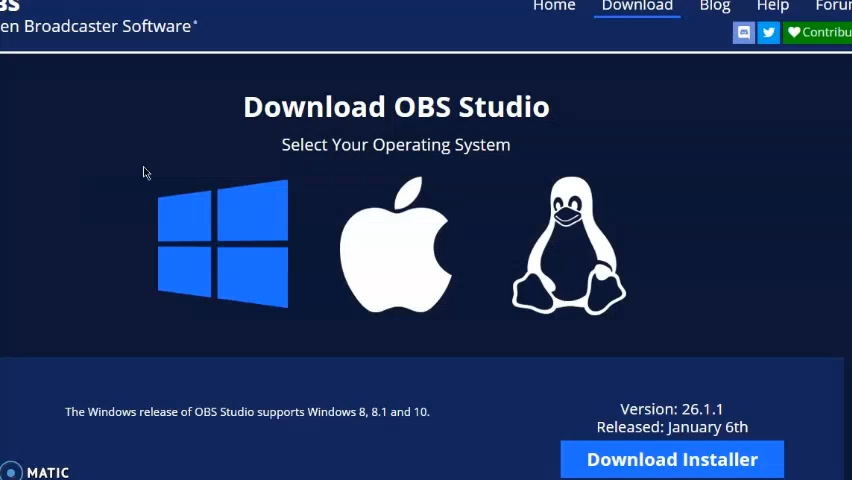 Home Download Blog Help
en Broadcaster Software
Contribu
Download OBS Studio
Select Your Operating System
The Windows release of OBS Studio supports Windows 8, 8.1 and 10.
Version: 26.1.1
Released: January 6th
Download Installer
MATIC